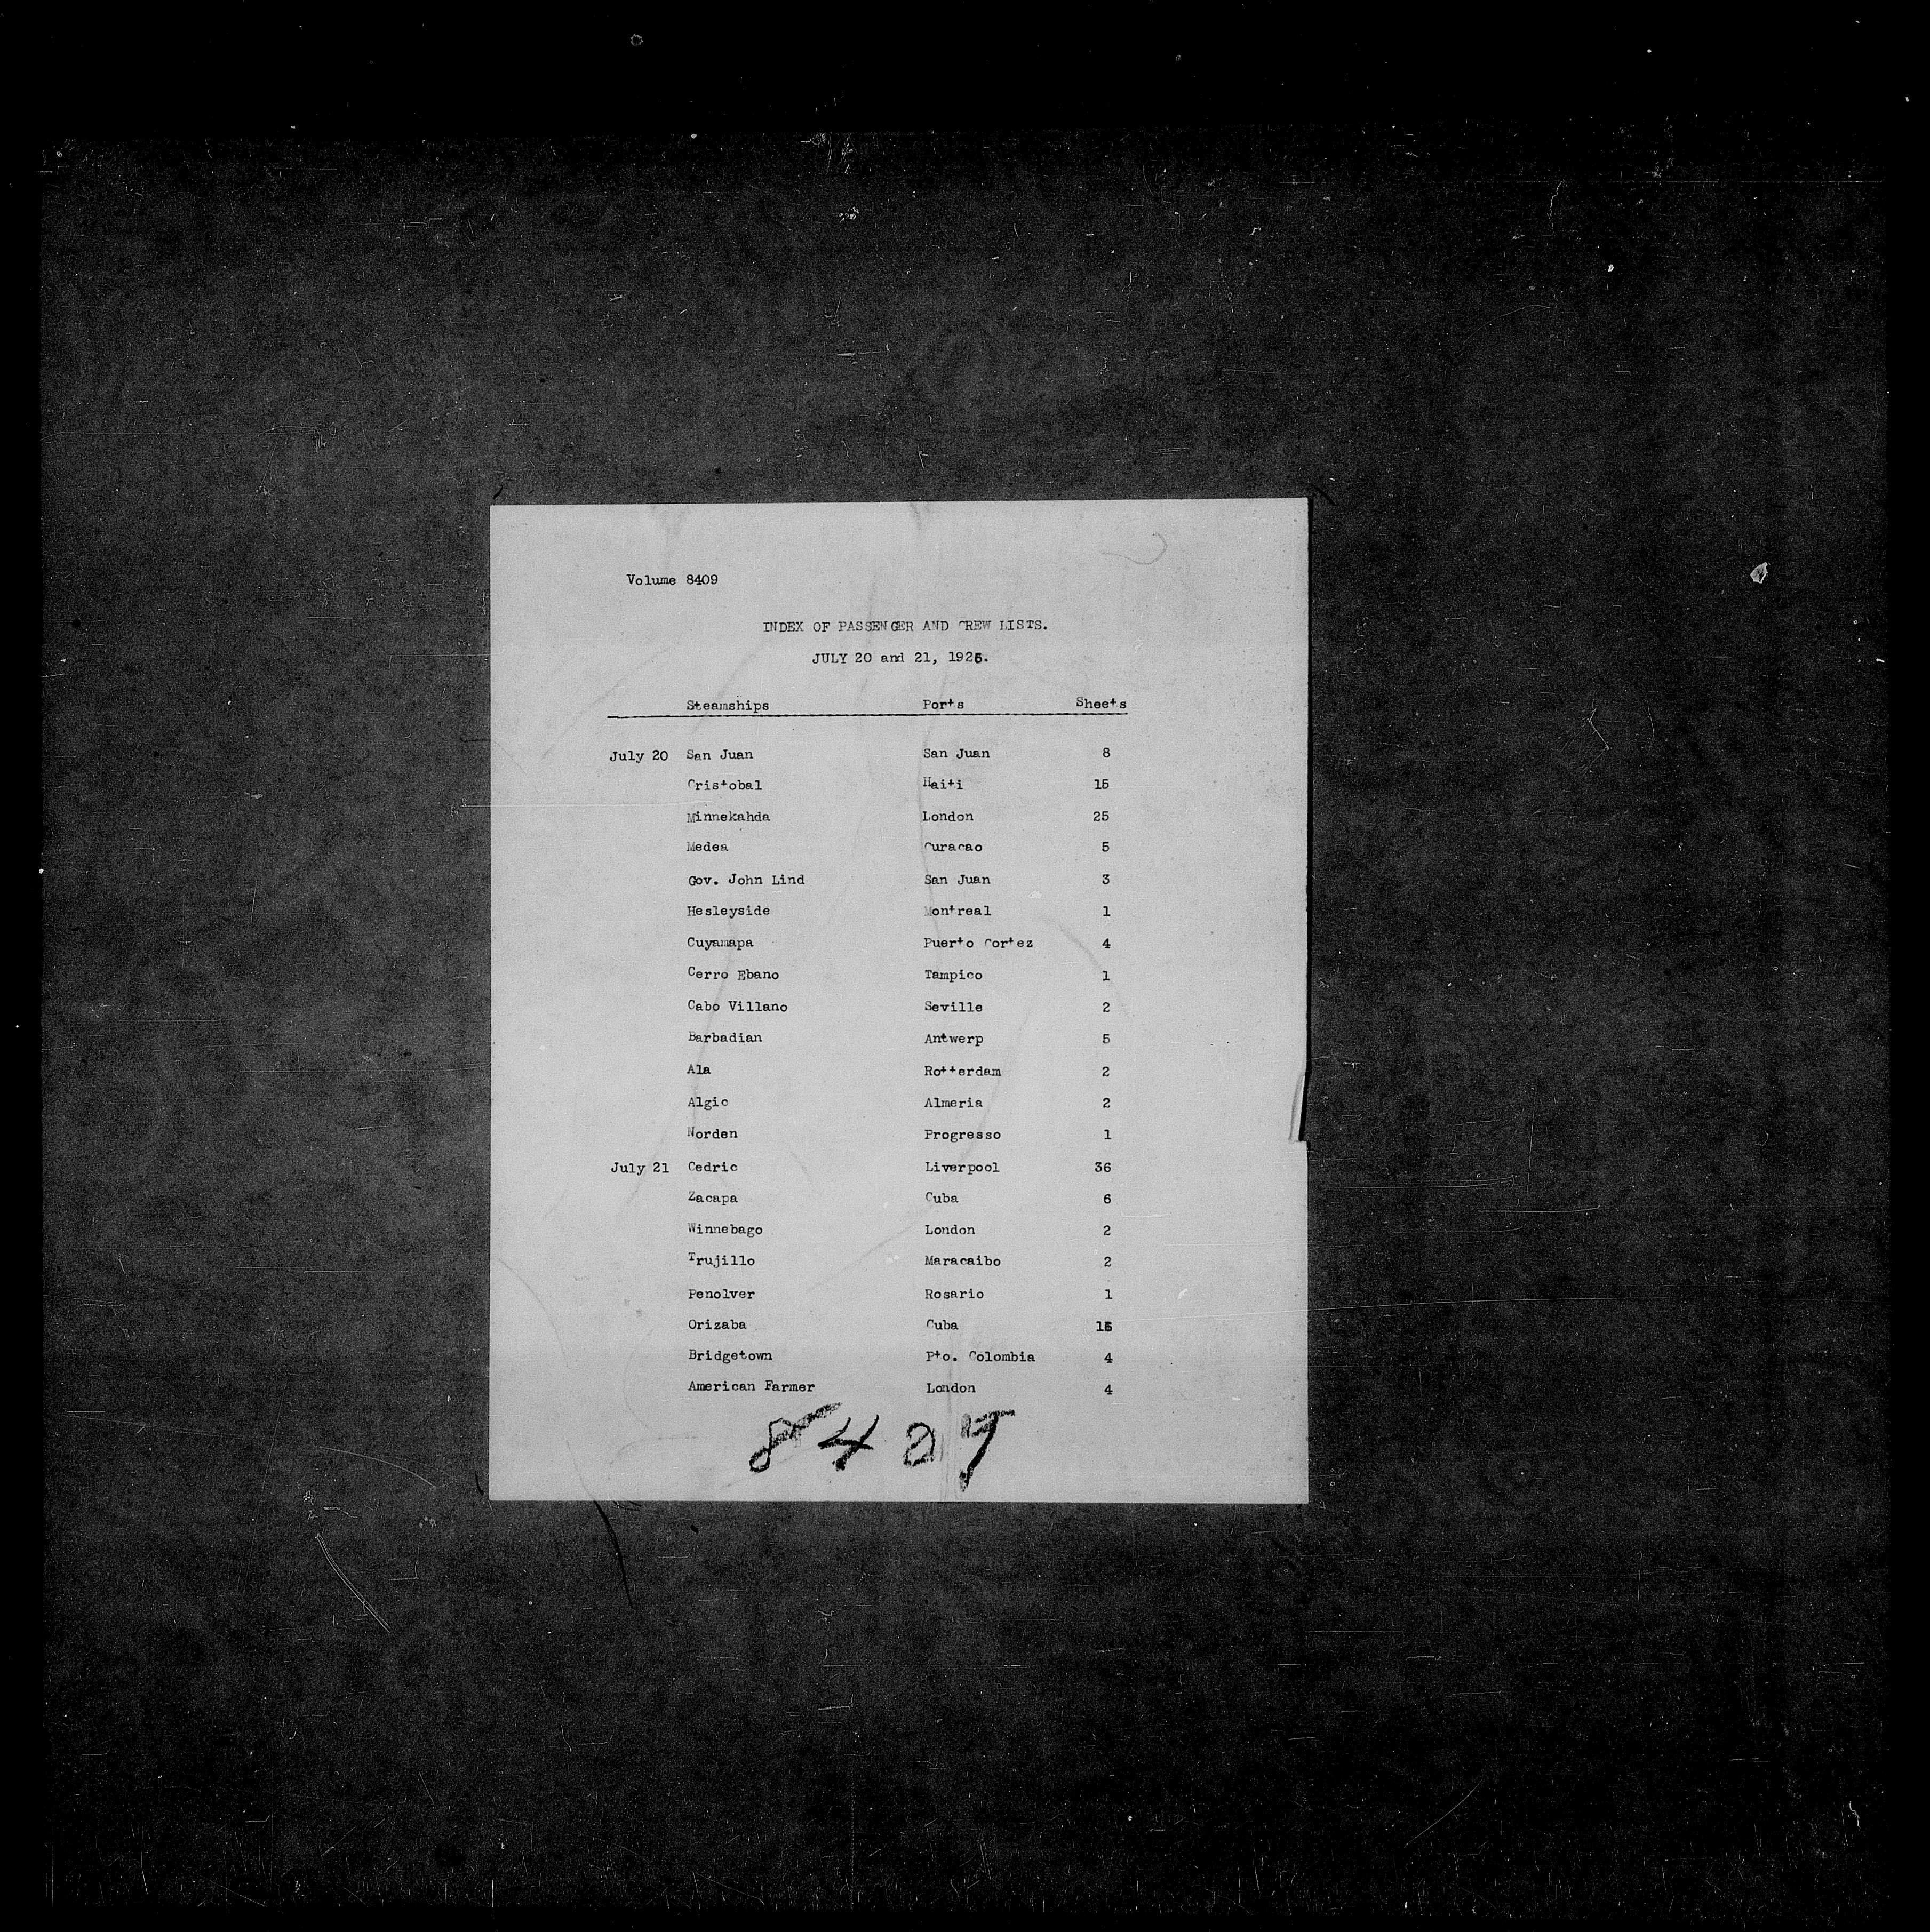 Volume 8409
INDEX OF PASSENGER AND CREW LISTS.
JULY 20 and 21, 1926.
Steamships Ports Sheets
July 20 San Juan San Juan 8
Cristobal Haiti 15
Minnekahda London 25
Medea Curacao 5
Gov. John Lind San Juan 3
Hesleyside Montreal 1
Cuyamapa Puerto Cortez 4
Cerro Ebano Tampico 1
Cabo Villano Seville 2
Barbadian Antwerp 5
Ala Rotterdam 2
Algic Almeria 2
Norden Progresso 1
July 21 Cedric Liverpool 36
Zacapa Cuba 6
Winnebago London 2
Trujillo Maracaibo 2
Penolver Rosario 1
Orizaba Cuba
Bridgetown Pto. Colombia 4
American Farmer London 4